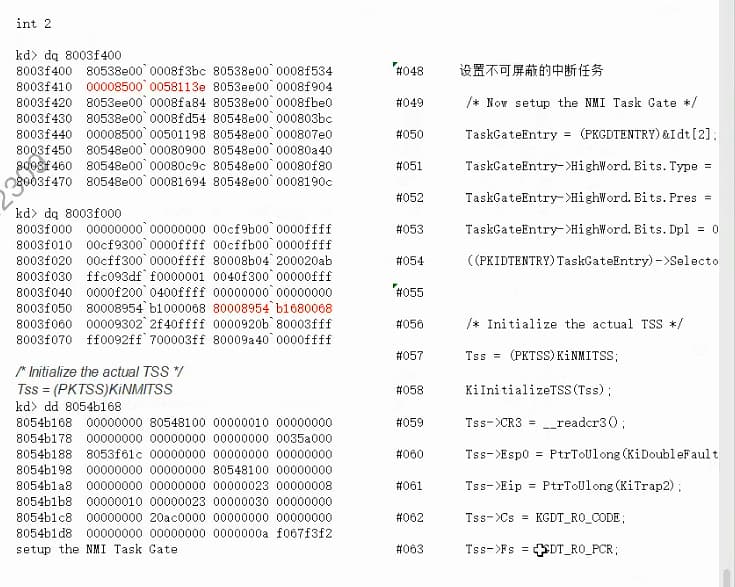 int 2
kd> dq 8003f400
8003f400 80538e00`0008f3bc 80538e00`0008f534
8003f410 00008500`0058113e 8053ee00`0008f904
8003f420 8053ee00`0008fa84 80538e00`0008fbe0
8003f430 80538e00`0008fd54 80548e00`000803bc
8003f440 00008500`00501198 80548e00`000807e0
8003f450 80548e00`00080900 80548e00`00080a40
8003f460 80548e00`00080c9c 80548e00`00080f80
8003f470 80548e00`00081694 80548e00`0008190c
kd> dq 8003f000
8003f000 00000000`00000000 00cf9b00`0000ffff
8003f010 00cf9300`0000ffff 00cffb00`0000ffff
8003f020 00cff300`0000ffff 80008b04`200020ab
8003f030 ffc093df`f0000001 0040f300`00000fff
8003f040 0000f200`0400ffff 00000000`00000000
8003f050 80008954`b1000068 80008954`b1680068
8003f060 00009302`2f40ffff 0000920b`80003fff
8003f070 ff0092ff`700003ff 80009a40`0000ffff
/* Initialize the actual TSS */
Tss = (PKTSS)KiNMITSS
kd> dd 8054b168
8054b168 00000000 80548100 00000010 00000000
8054b178 00000000 00000000 00000000 0035a000
8054b188 8053f61c 00000000 00000000 00000000
8054b198 00000000 00000000 80548100 00000000
8054b1a8 00000000 00000000 00000023 00000008
8054b1b8 00000010 00000023 00000030 00000000
8054b1c8 00000000 20ac0000 00000000 00000000
8054b1d8 00000000 00000000 0000000a f067f3f2
setup the NMI Task Gate
#048 设置不可屏蔽的中断任务
#049 /* Now setup the NMI Task Gate */
#050 TaskGateEntry = (PKGDTENTRY)&Idt[2];
#051 TaskGateEntry->HighWord.Bits.Type =
#052 TaskGateEntry->HighWord.Bits.Pres =
#053 TaskGateEntry->HighWord.Bits.Dpl = 0
#054 ((PKIDTENTRY)TaskGateEntry)->Selecto
#055
#056 /* Initialize the actual TSS */
#057 Tss = (PKTSS)KiNMITSS;
#058 KiInitializeTSS(Tss);
#059 Tss->CR3 = __readcr3();
#060 Tss->Esp0 = PtrToUlong(KiDoubleFault
#061 Tss->Eip = PtrToUlong(KiTrap2);
#062 Tss->Cs = KGDT_R0_CODE;
#063 Tss->Fs = KGDT_R0_PCR;